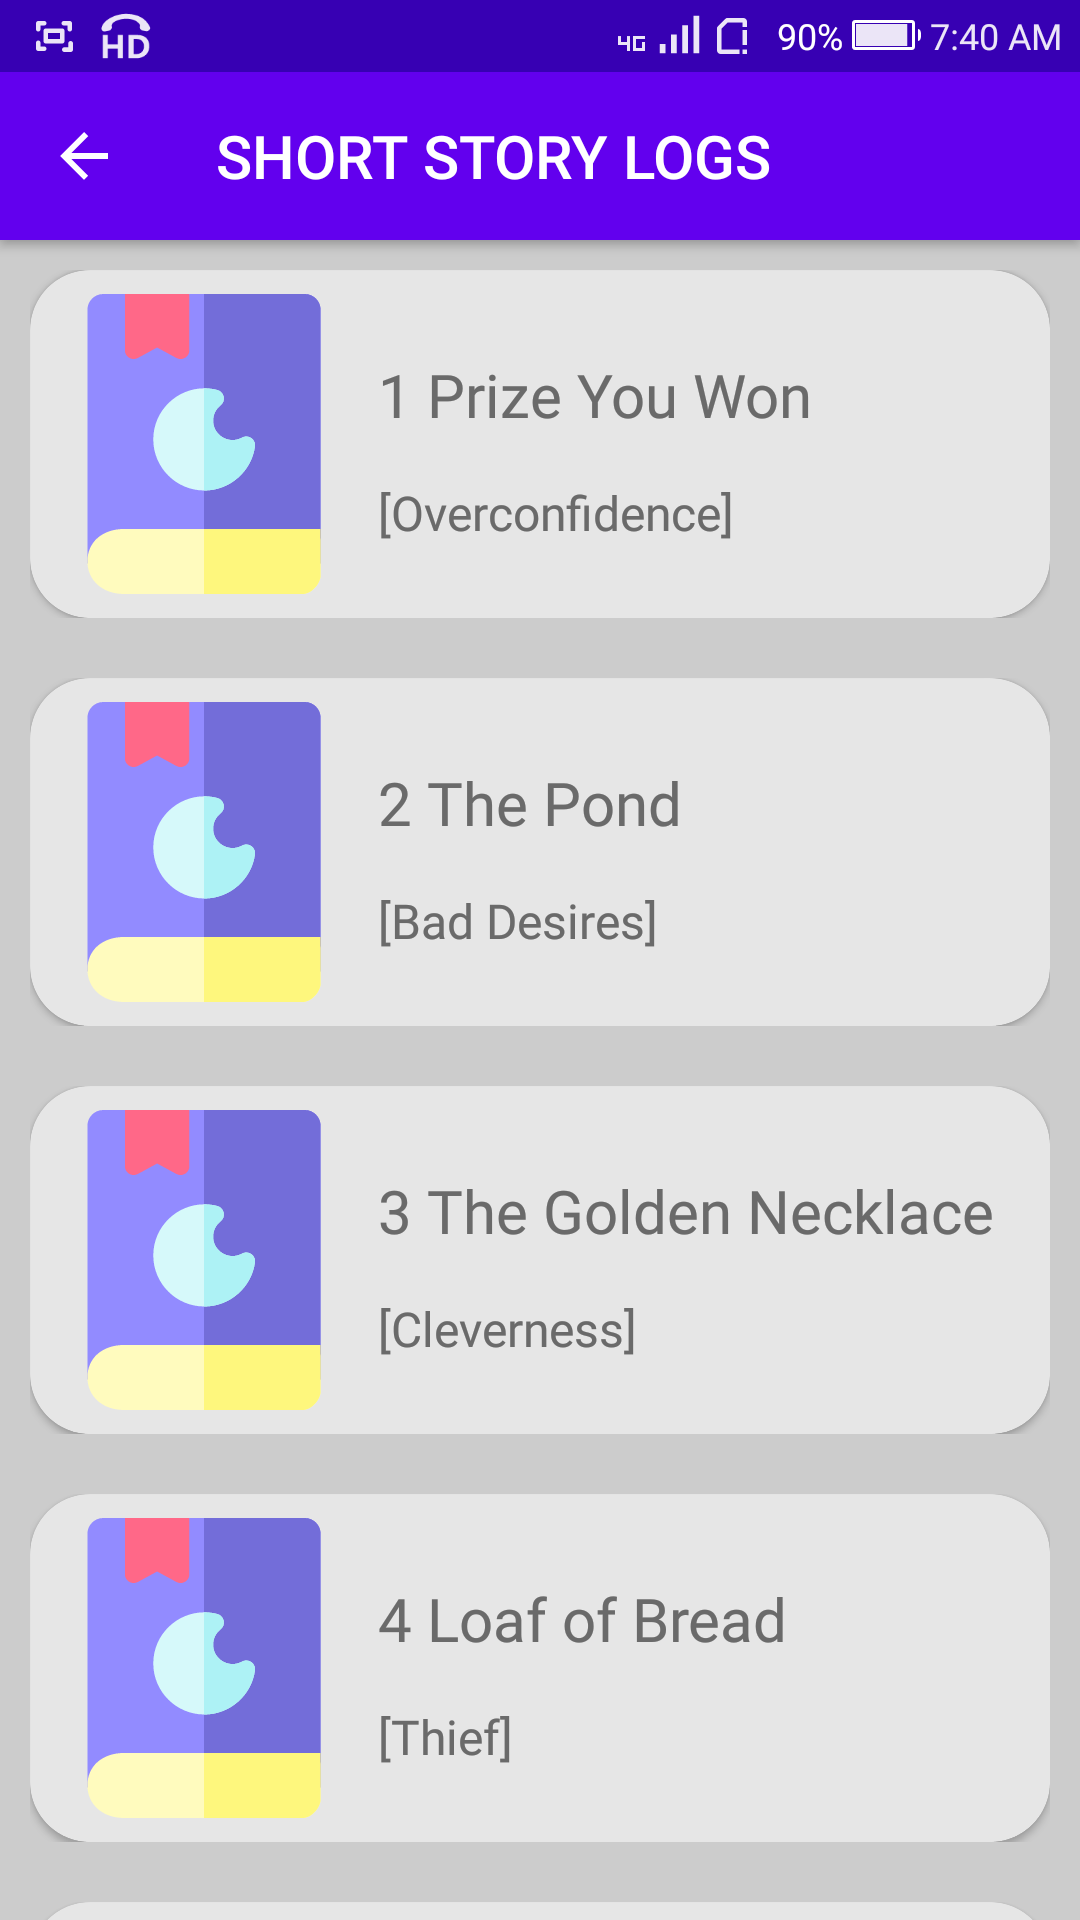 HD 4G 90% 7:40 AM
SHORT STORY LOGS
1 Prize You Won
[Overconfidence]
2 The Pond
[Bad Desires]
3 The Golden Necklace
[Cleverness]
4 Loaf of Bread
[Thief]